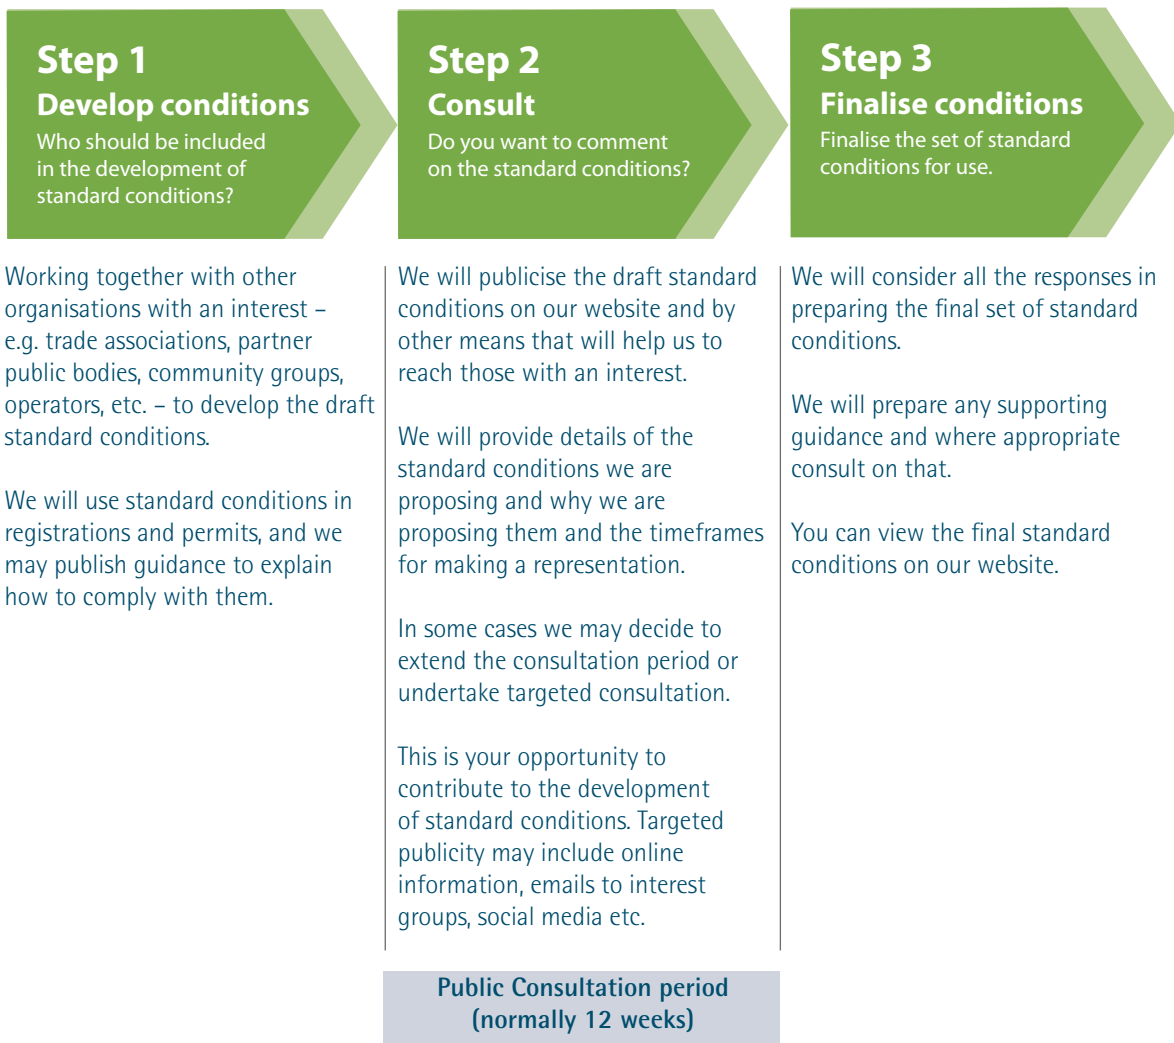 Step 1
Develop conditions
Who should be included
in the development of
standard conditions?
Working together with other
organisations with an interest –
e.g. trade associations, partner
public bodies, community groups,
operators, etc. – to develop the draft
standard conditions.
We will use standard conditions in
registrations and permits, and we
may publish guidance to explain
how to comply with them.
Step 2
Consult
Do you want to comment
on the standard conditions?
We will publicise the draft standard
conditions on our website and by
other means that will help us to
reach those with an interest.
We will provide details of the
standard conditions we are
proposing and why we are
proposing them and the timeframes
for making a representation.
In some cases we may decide to
extend the consultation period or
undertake targeted consultation.
This is your opportunity to
contribute to the development
of standard conditions. Targeted
publicity may include online
information, emails to interest
groups, social media etc.
Public Consultation period
(normally 12 weeks)
Step 3
Finalise conditions
Finalise the set of standard
conditions for use.
We will consider all the responses in
preparing the final set of standard
conditions.
We will prepare any supporting
guidance and where appropriate
consult on that.
You can view the final standard
conditions on our website.